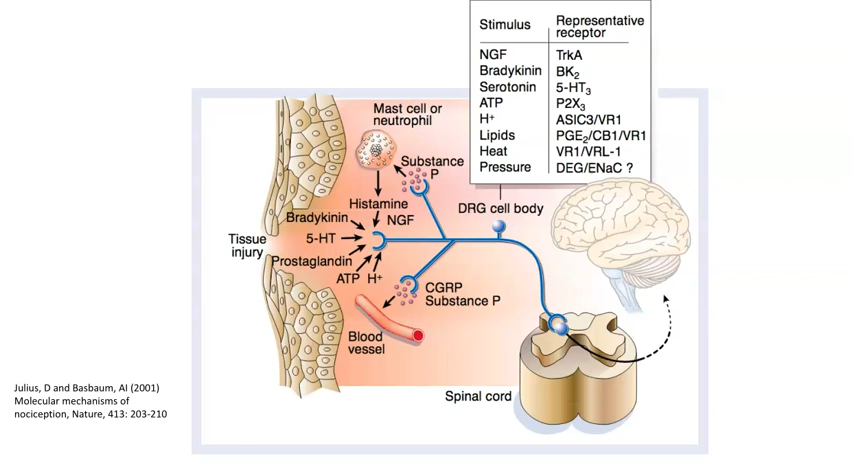 Stimulus
Representative
receptor
NGF TrkA
Bradykinin BK2
Serotonin 5-HT3
ATP P2X3
H+ ASIC3/VR1
Lipids PGE2/CB1/VR1
Heat VR1/VRL-1
Pressure DEG/ENaC ?
Mast cell or
neutrophil
Substance
P
Histamine
NGF
Bradykinin
5-HT
Prostaglandin
ATP H+
Tissue
injury
DRG cell body
CGRP
Substance P
Blood
vessel
Spinal cord
Julius, D and Basbaum, AI (2001)
Molecular mechanisms of
nociception, Nature, 413: 203-210